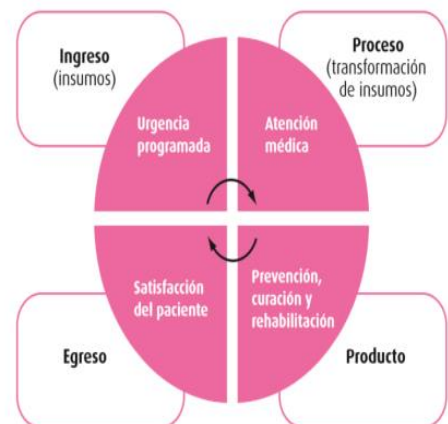 Ingreso
(insumos)
Proceso
(transformación
de insumos)
Urgencia
programada
Atención
médica
Satisfacción
del paciente
Prevención,
curación y
rehabilitación
Egreso
Producto